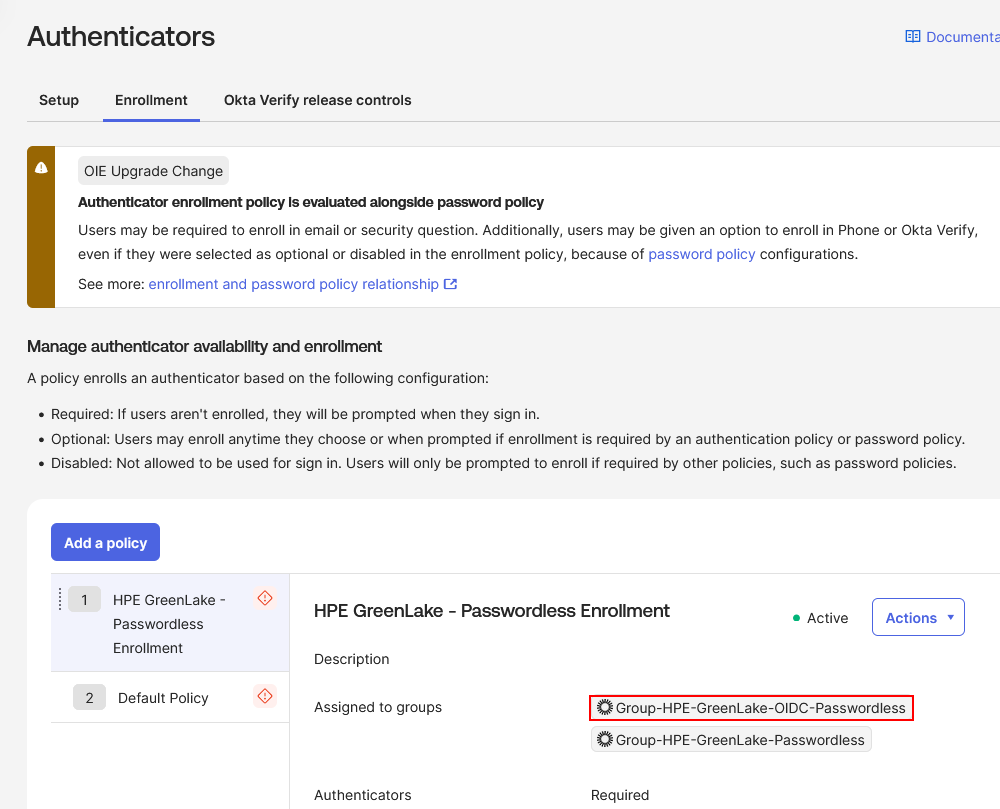 Authenticators
Documenta
Setup Enrollment Okta Verify release controls
OIE Upgrade Change
Authenticator enrollment policy is evaluated alongside password policy
Users may be required to enroll in email or security question. Additionally, users may be given an option to enroll in Phone or Okta Verify,
even if they were selected as optional or disabled in the enrollment policy, because of password policy configurations.
See more: enrollment and password policy relationship
Manage authenticator availability and enrollment
A policy enrolls an authenticator based on the following configuration:
• Required: If users aren't enrolled, they will be prompted when they sign in.
• Optional: Users may enroll anytime they choose or when prompted if enrollment is required by an authentication policy or password policy.
• Disabled: Not allowed to be used for sign in. Users will only be prompted to enroll if required by other policies, such as password policies.
Add a policy
1 HPE GreenLake -
Passwordless
Enrollment
2 Default Policy
HPE GreenLake - Passwordless Enrollment
Active
Actions
Description
Assigned to groups
Group-HPE-GreenLake-OIDC-Passwordless
Group-HPE-GreenLake-Passwordless
Authenticators Required